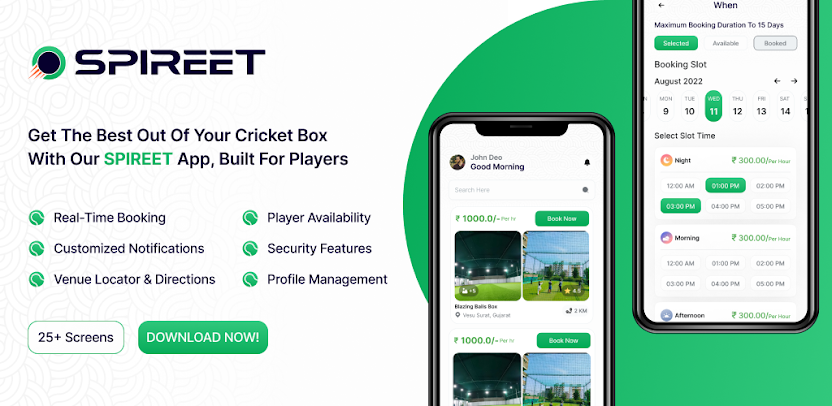 SPIREET
Get The Best Out Of Your Cricket Box
With Our SPIREET App, Built For Players
Real-Time Booking
Player Availability
Customized Notifications
Security Features
Venue Locator & Directions
Profile Management
25+ Screens
DOWNLOAD NOW!
John Deo
Good Morning
Search Here
₹ 1000.0/- Per hr
Book Now
Blazing Balls Box
Vesu Surat, Gujarat
2 KM
₹ 1000.0/- Per hr
Book Now
When
Maximum Booking Duration To 15 Days
Selected
Available
Booked
Booking Slot
August 2022
MON TUE WED THU FRI SAT
9 10 11 12 13 14
Select Slot Time
Night
₹ 300.00/Per Hour
12:00 AM 01:00 PM 02:00 PM
03:00 PM 04:00 PM 05:00 PM
Morning
₹ 300.00/Per Hour
12:00 AM 01:00 PM 02:00 PM
03:00 PM 04:00 PM 05:00 PM
Afternoon
₹ 300.00/Per Hour